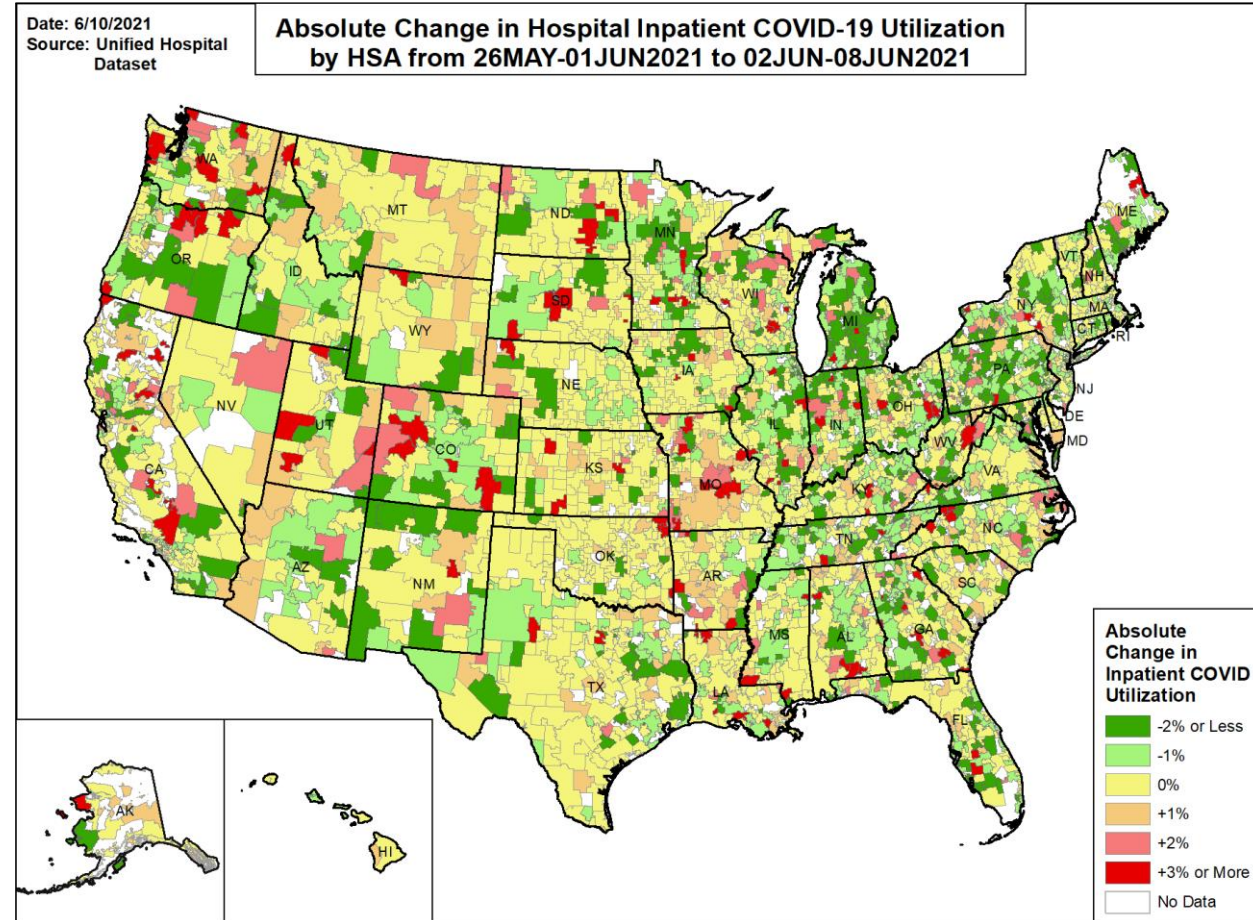 Date: 6/10/2021
Source: Unified Hospital
Dataset
Absolute Change in Hospital Inpatient COVID-19 Utilization
by HSA from 26MAY-01JUN2021 to 02JUN-08JUN2021
WA
MT
ND
MN
ME
OR
ID
SD
WI
VT
NH
NY
MA
CT
RI
WY
MI
IA
PA
NE
NJ
NV
UT
IL
IN
OH
DE
MD
CA
CO
WV
VA
KS
MO
KY
NC
TN
AZ
NM
OK
AR
SC
MS
AL
GA
TX
LA
FL
AK
HI
Absolute
Change in
Inpatient COVID
Utilization
-2% or Less
-1%
0%
+1%
+2%
+3% or More
No Data